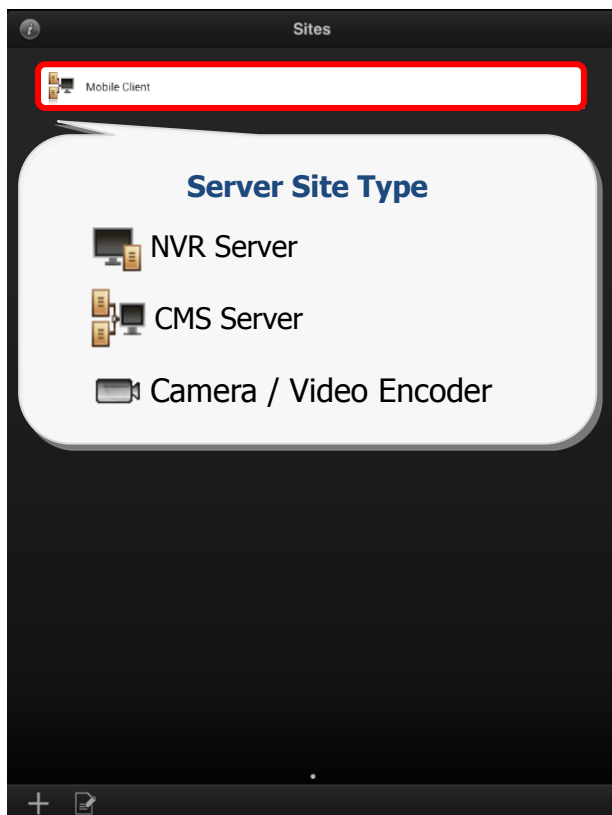 Sites
Mobile Client
Server Site Type
NVR Server
CMS Server
Camera / Video Encoder